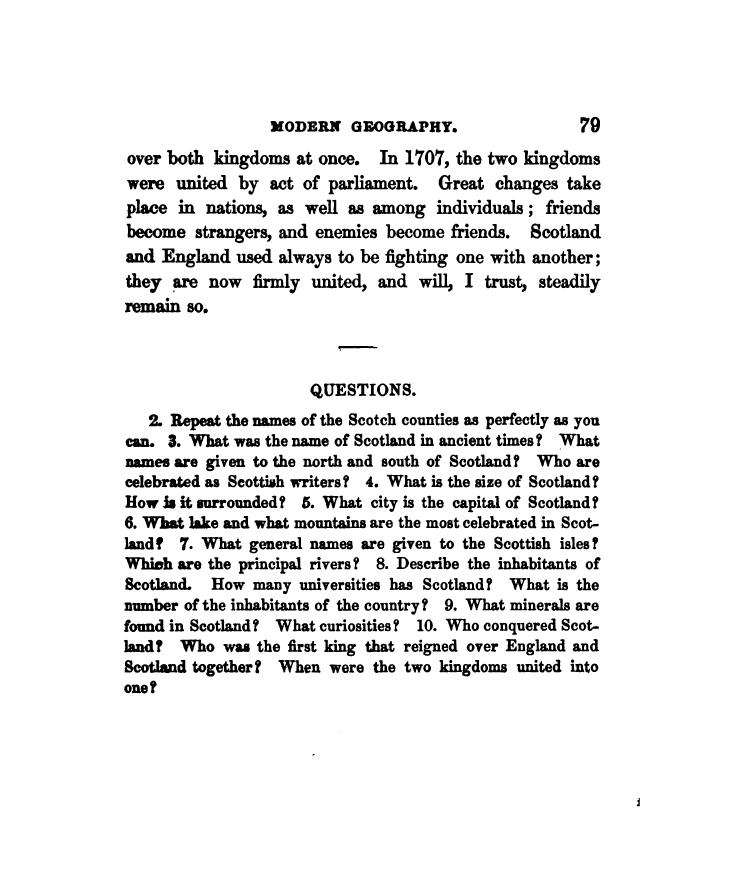 MODERN GEOGRAPHY. 79
over both kingdoms at once. In 1707, the two kingdoms
were united by act of parliament. Great changes take
place in nations, as well as among individuals; friends
become strangers, and enemies become friends. Scotland
and England used always to be fighting one with another;
they are now firmly united, and will, I trust, steadily
remain so.
QUESTIONS.
2. Repeat the names of the Scotch counties as perfectly as you
can. 3. What was the name of Scotland in ancient times? What
names are given to the north and south of Scotland? Who are
celebrated as Scottish writers? 4. What is the size of Scotland?
How is it surrounded? 5. What city is the capital of Scotland?
6. What lake and what mountains are the most celebrated in Scot-
land? 7. What general names are given to the Scottish isles?
Which are the principal rivers? 8. Describe the inhabitants of
Scotland. How many universities has Scotland? What is the
number of the inhabitants of the country? 9. What minerals are
found in Scotland? What curiosities? 10. Who conquered Scot-
land? Who was the first king that reigned over England and
Scotland together? When were the two kingdoms united into
one?
i